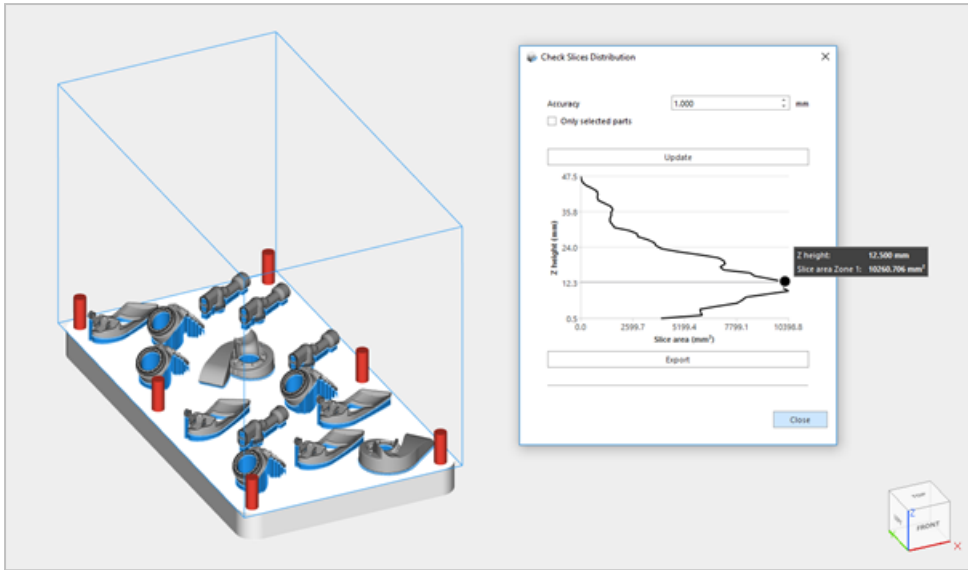 Check Slices Distribution
Accuracy
1.000
mm
Only selected parts
Update
47.5
35.8
24.0
12.3
0.5
Z height (mm)
0.0 2599.7 5199.4 7799.1 10398.8
Slice area (mm²)
Z height: 12.500 mm
Slice area Zone 1: 10260.706 mm²
Export
Close
TOP
FRONT
Z
X